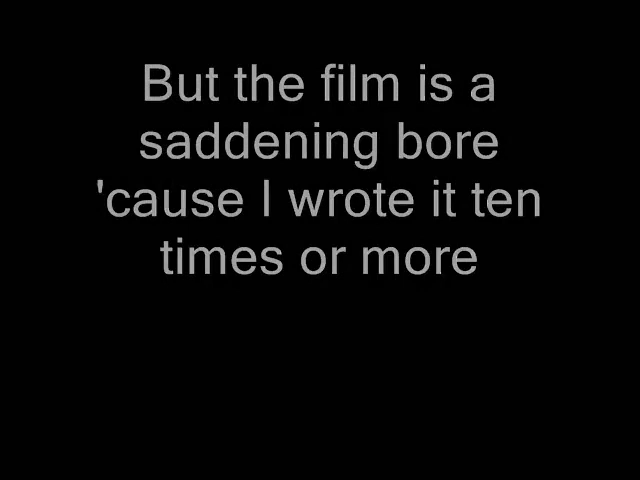 But the film is a
saddening bore
'cause I wrote it ten
times or more